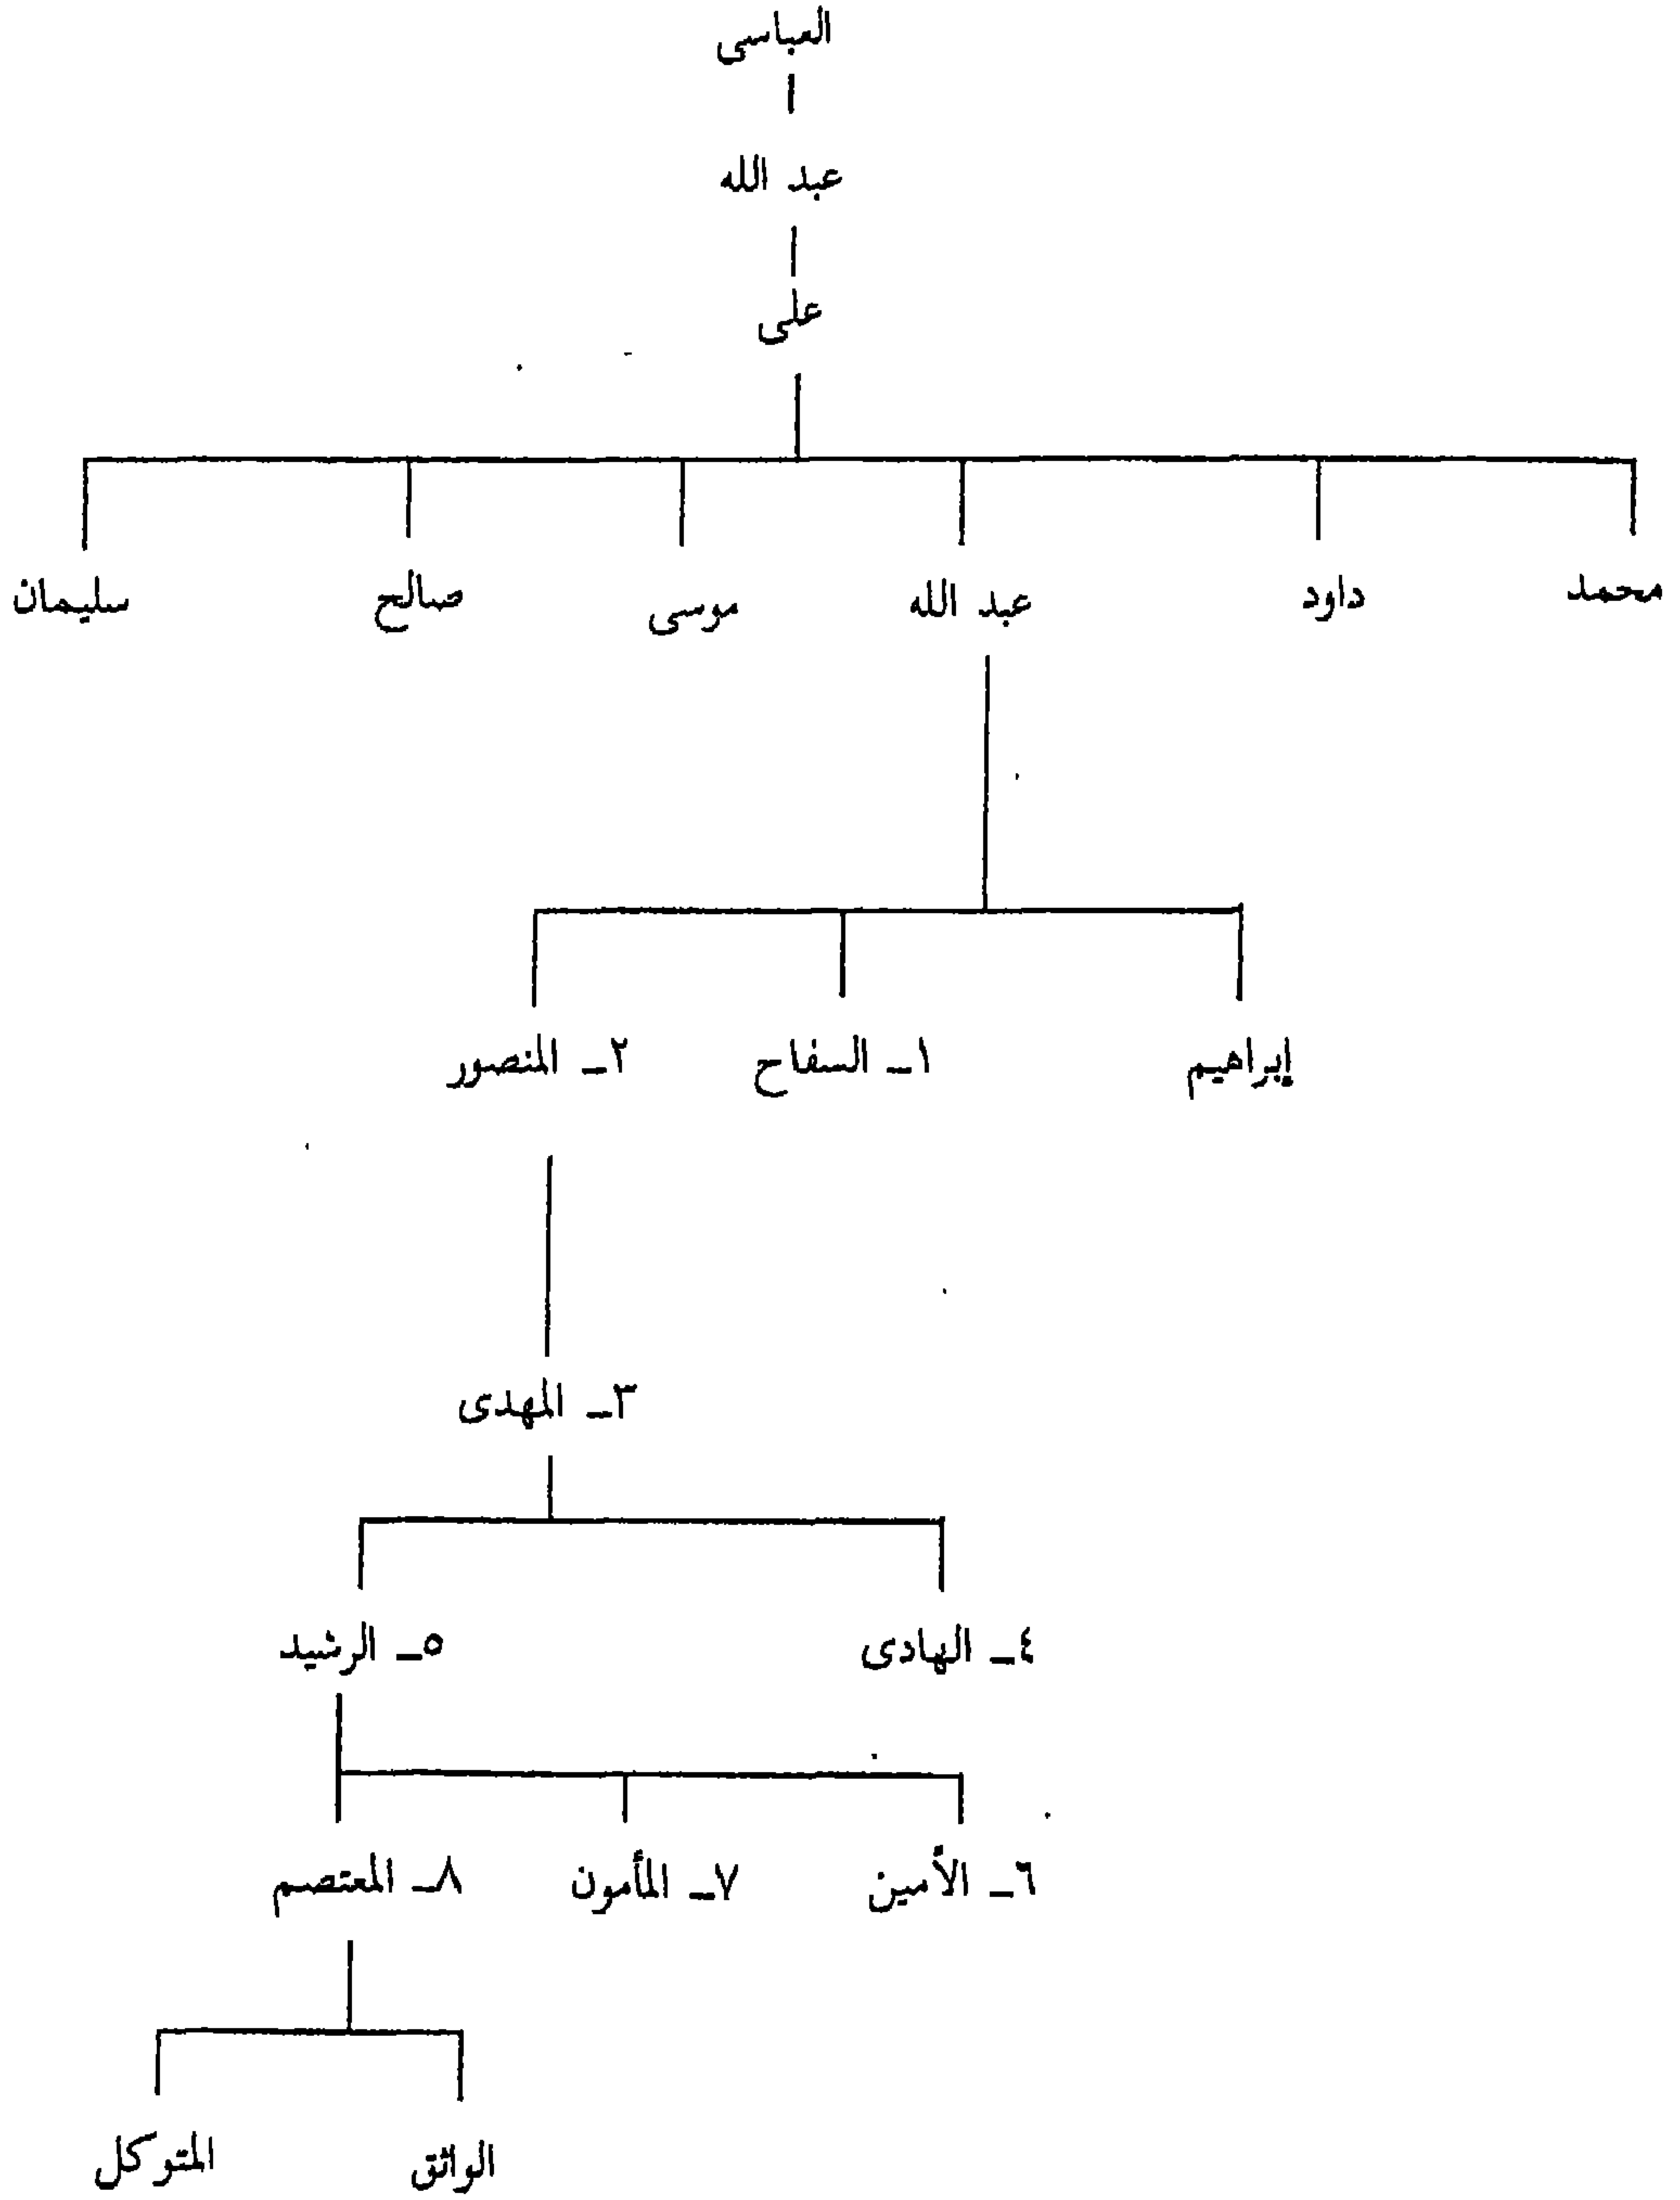 العباسى
عبد الله
على
محمد داود عبد الله موسى صالح سليمان
إبراهيم ١ـ السفاح ٢ـ المنصور
٣ـ المهدى
٤ـ الهادى ٥ـ الرشيد
٦ـ الأمين ٧ـ المأمون ٨ـ المعتصم
الواثق المتوكل